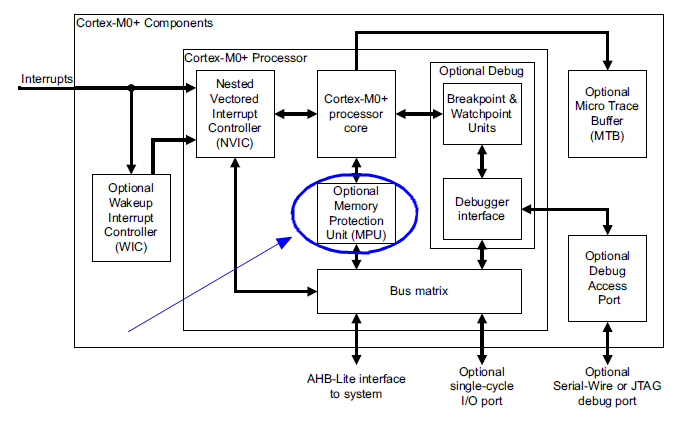 Cortex-M0+ Components
Cortex-M0+ Processor
Interrupts
Nested
Vectored
Interrupt
Controller
(NVIC)
Cortex-M0+
processor
core
Optional Debug
Breakpoint &
Watchpoint
Units
Optional
Micro Trace
Buffer
(MTB)
Optional
Wakeup
Interrupt
Controller
(WIC)
Optional
Memory
Protection
Unit (MPU)
Debugger
interface
Optional
Debug
Access
Port
Bus matrix
AHB-Lite interface
to system
Optional
single-cycle
I/O port
Optional
Serial-Wire or JTAG
debug port